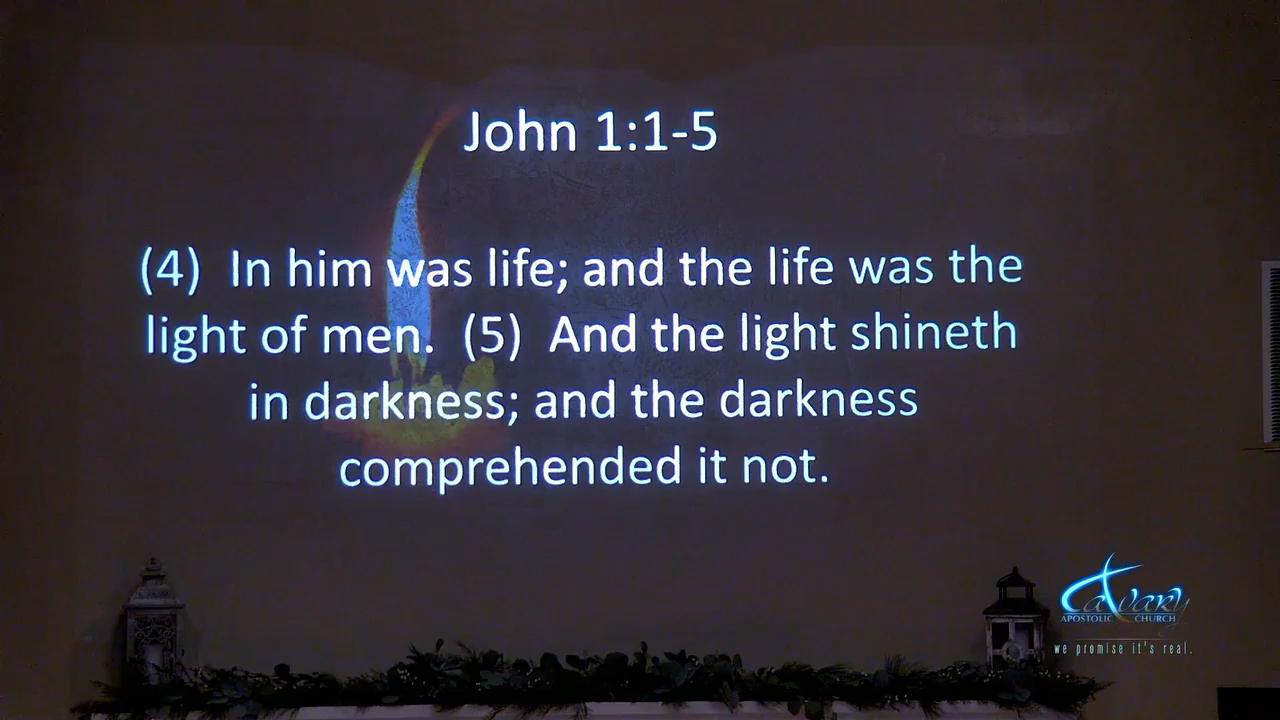 John 1:1-5
(4) In him was life; and the life was the
light of men. (5) And the light shineth
in darkness; and the darkness
comprehended it not.
Calvary
APOSTOLIC CHURCH
we promise it's real.